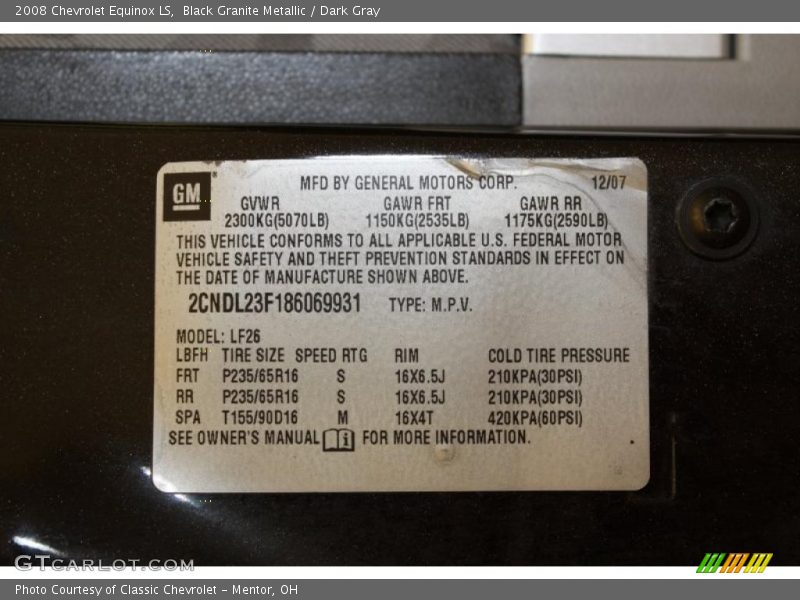 2008 Chevrolet Equinox LS,  Black Granite Metallic / Dark Gray
GM
MFD BY GENERAL MOTORS CORP. 12/07
GVWR GAWR FRT GAWR RR
2300KG(5070LB) 1150KG(2535LB) 1175KG(2590LB)
THIS VEHICLE CONFORMS TO ALL APPLICABLE U.S. FEDERAL MOTOR
VEHICLE SAFETY AND THEFT PREVENTION STANDARDS IN EFFECT ON
THE DATE OF MANUFACTURE SHOWN ABOVE.
2CNDL23F186069931 TYPE: M.P.V.
MODEL: LF26
LBFH TIRE SIZE SPEED RTG RIM COLD TIRE PRESSURE
FRT P235/65R16 S 16X6.5J 210KPA(30PSI)
RR P235/65R16 S 16X6.5J 210KPA(30PSI)
SPA T155/90D16 M 16X4T 420KPA(60PSI)
SEE OWNER'S MANUAL i FOR MORE INFORMATION.
GTCARLOT.COM
Photo Courtesy of Classic Chevrolet - Mentor, OH